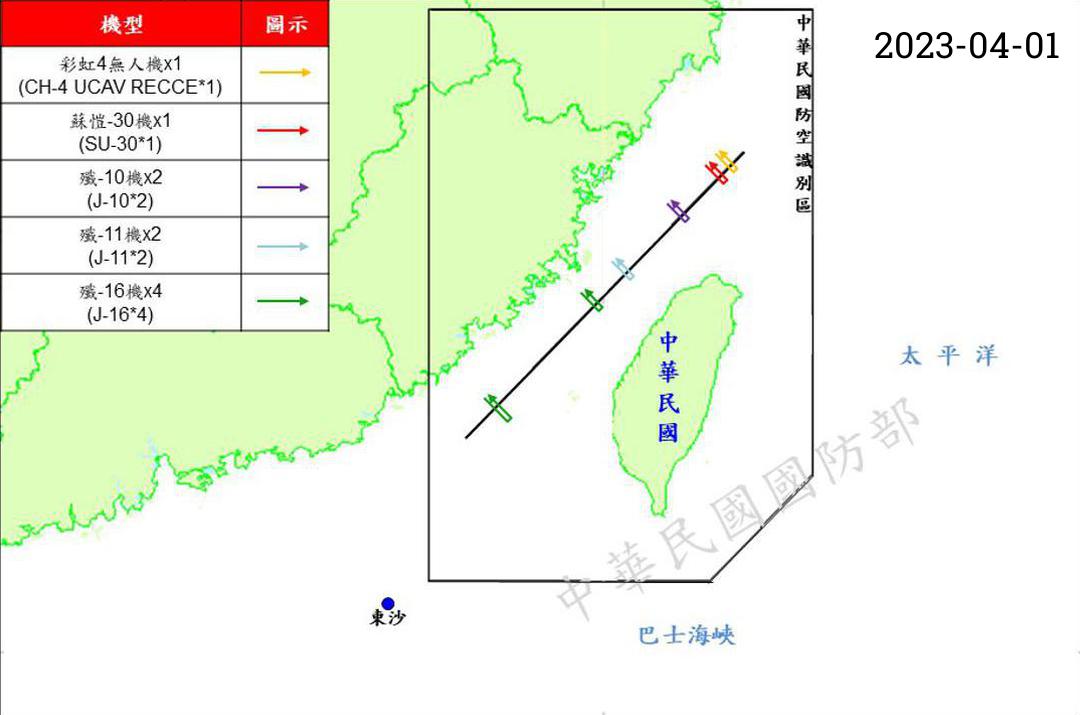 機型 圖示
彩虹4無人機x1
(CH-4 UCAV RECCE*1)
蘇愷-30機x1
(SU-30*1)
殲-10機x2
(J-10*2)
殲-11機x2
(J-11*2)
殲-16機x4
(J-16*4)
2023-04-01
中華民國防空識別區
中華民國
太平洋
中華民國國防部
東沙
巴士海峽